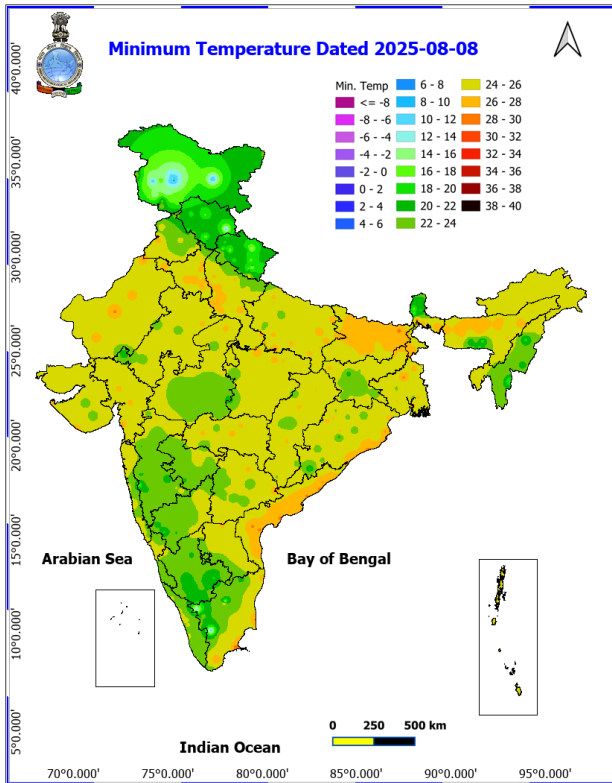 Minimum Temperature Dated 2025-08-08
Min. Temp
<= -8
-8 - -6
-6 - -4
-4 - -2
-2 - 0
0 - 2
2 - 4
4 - 6
6 - 8
8 - 10
10 - 12
12 - 14
14 - 16
16 - 18
18 - 20
20 - 22
22 - 24
24 - 26
26 - 28
28 - 30
30 - 32
32 - 34
34 - 36
36 - 38
38 - 40
40°0.000'
35°0.000'
30°0.000'
25°0.000'
20°0.000'
15°0.000'
10°0.000'
5°0.000'
Arabian Sea
Bay of Bengal
Indian Ocean
0 250 500 km
70°0.000' 75°0.000' 80°0.000' 85°0.000' 90°0.000' 95°0.000'